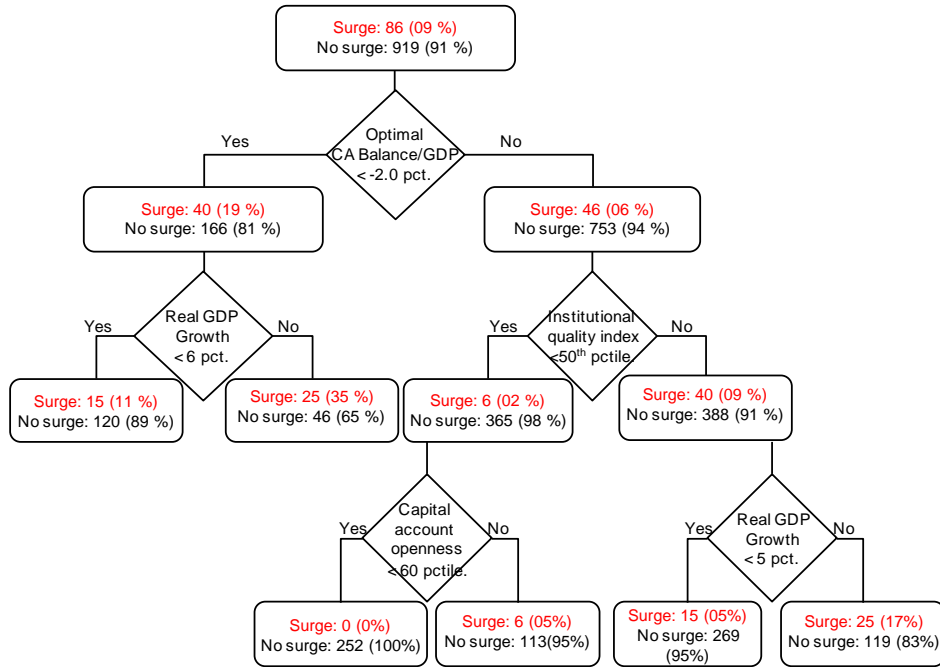 Surge: 86 (09 %)
No surge: 919 (91 %)
Yes
Optimal
CA Balance/GDP
< -2.0 pct.
No
Surge: 40 (19 %)
No surge: 166 (81 %)
Surge: 46 (06 %)
No surge: 753 (94 %)
Yes
Real GDP
Growth
< 6 pct.
No
Yes
Institutional
quality index
<50th pctile.
No
Surge: 15 (11 %)
No surge: 120 (89 %)
Surge: 25 (35 %)
No surge: 46 (65 %)
Surge: 6 (02 %)
No surge: 365 (98 %)
Surge: 40 (09 %)
No surge: 388 (91 %)
Yes
Capital
account
openness
<60 pctile.
No
Yes
Real GDP
Growth
< 5 pct.
No
Surge: 0 (0%)
No surge: 252 (100%)
Surge: 6 (05%)
No surge: 113(95%)
Surge: 15 (05%)
No surge: 269
(95%)
Surge: 25 (17%)
No surge: 119 (83%)